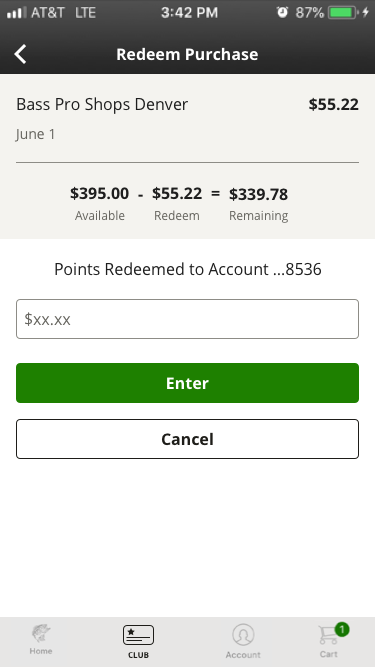 AT&T LTE 3:42 PM 87%
Redeem Purchase
Bass Pro Shops Denver $55.22
June 1
$395.00 - $55.22 = $339.78
Available Redeem Remaining
Points Redeemed to Account ...8536
$xx.xx
Enter
Cancel
1
Home CLUB Account Cart